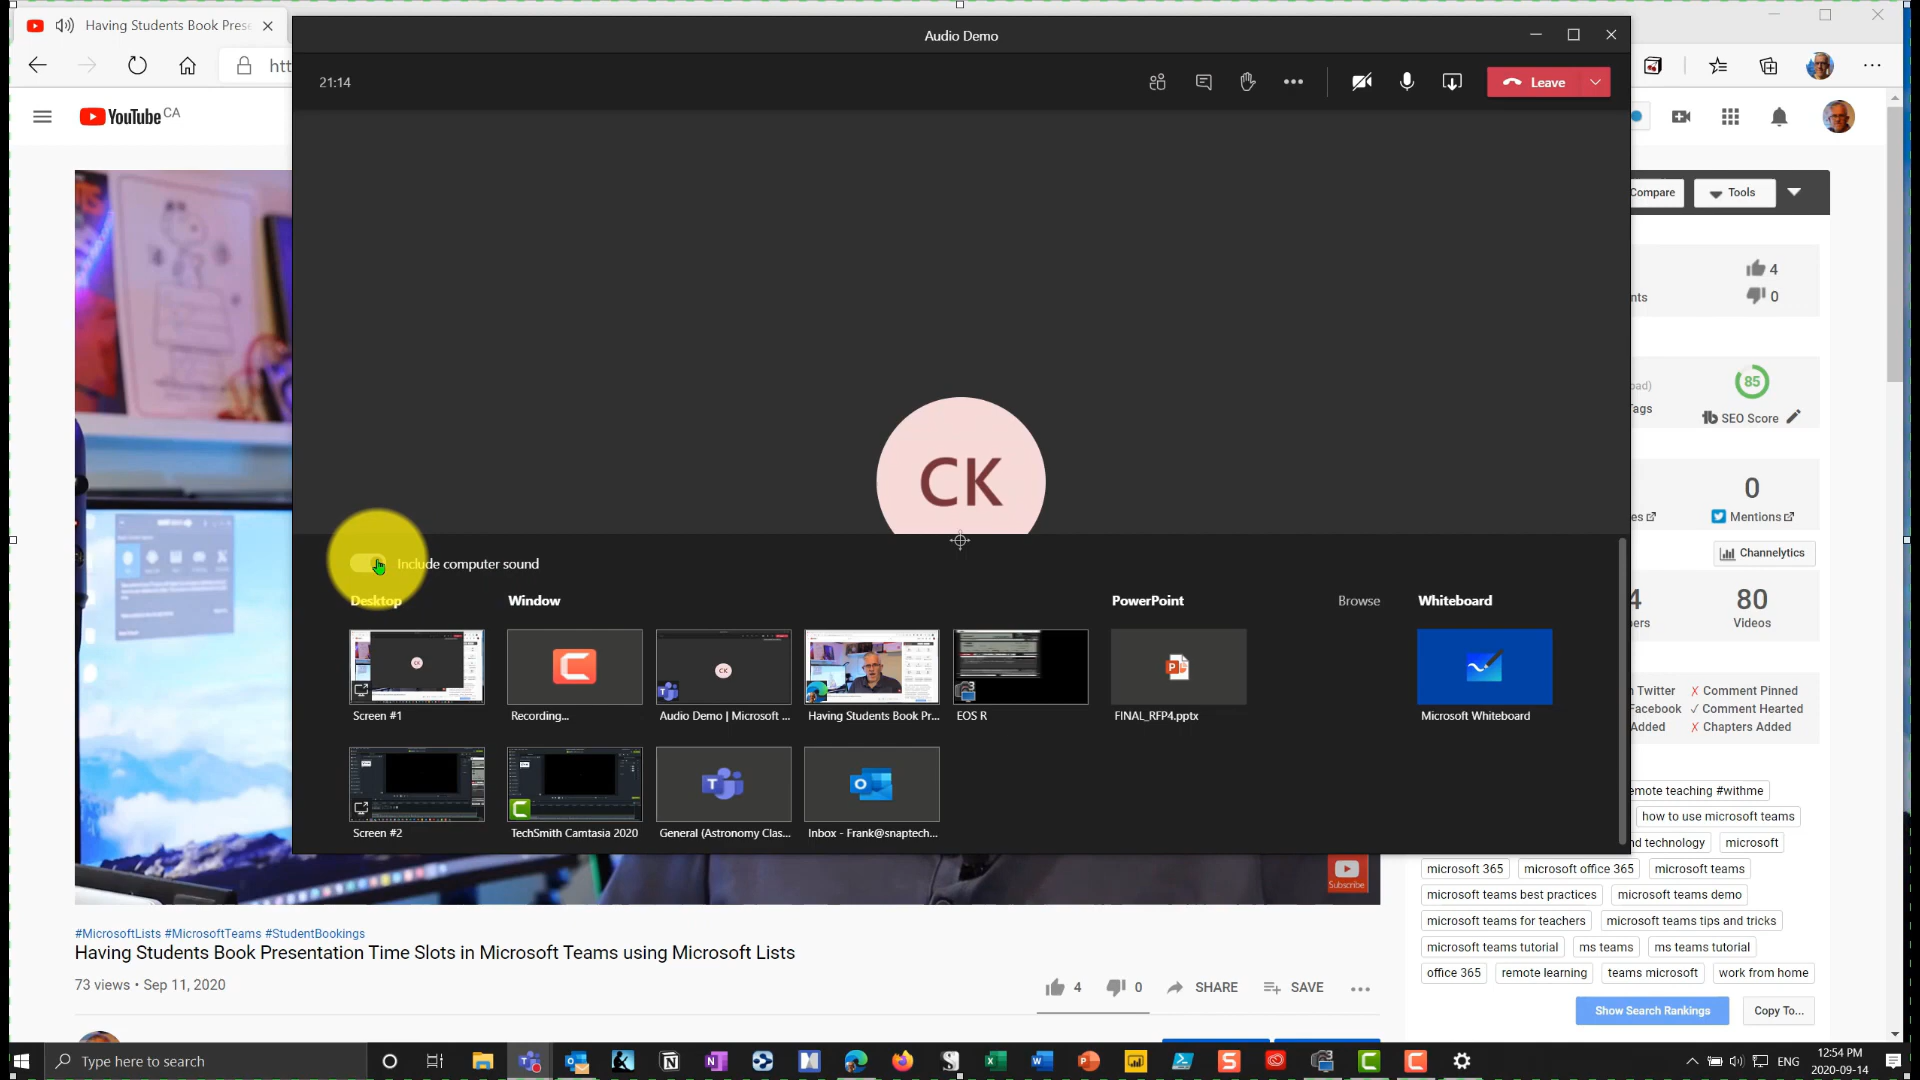 Having Students Book Prese
htt
Audio Demo
21:14
Leave
YouTube CA
Compare
Tools
4
nts
0
oad)
85
Tags
tb SEO Score
CK
0
es
Mentions
Channelytics
Include computer sound
Desktop
Window
PowerPoint
Browse
Whiteboard
4
80
ers
Videos
Screen #1
Recording...
Audio Demo | Microsoft ...
Having Students Book Pr...
EOS R
FINAL_RFP4.pptx
Microsoft Whiteboard
n Twitter
✗ Comment Pinned
Facebook
✓ Comment Hearted
Added
✗ Chapters Added
Screen #2
TechSmith Camtasia 2020
General (Astronomy Clas...
Inbox - Frank@snaptech...
emote teaching #withme
how to use microsoft teams
nd technology
microsoft
microsoft 365
microsoft office 365
microsoft teams
microsoft teams best practices
microsoft teams demo
microsoft teams for teachers
microsoft teams tips and tricks
microsoft teams tutorial
ms teams
ms teams tutorial
office 365
remote learning
teams microsoft
work from home
Show Search Rankings
Copy To...
Subscribe
#MicrosoftLists #MicrosoftTeams #StudentBookings
Having Students Book Presentation Time Slots in Microsoft Teams using Microsoft Lists
73 views • Sep 11, 2020
4
0
SHARE
SAVE
Type here to search
ENG
12:54 PM
2020-09-14